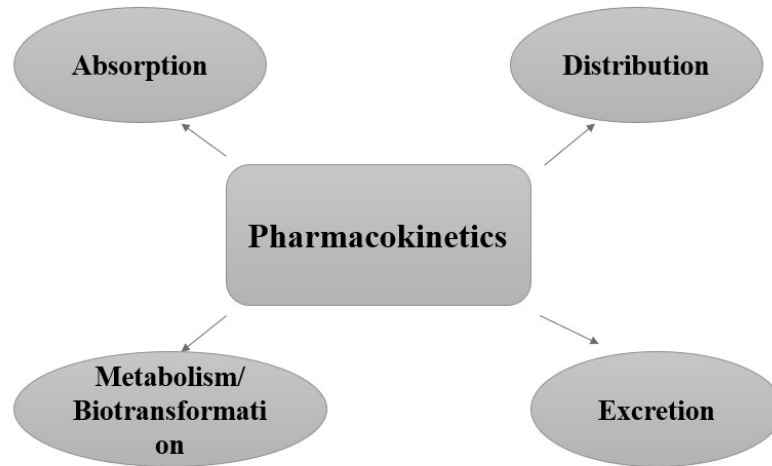 Absorption
Distribution
Pharmacokinetics
Metabolism/
Biotransformati
on
Excretion